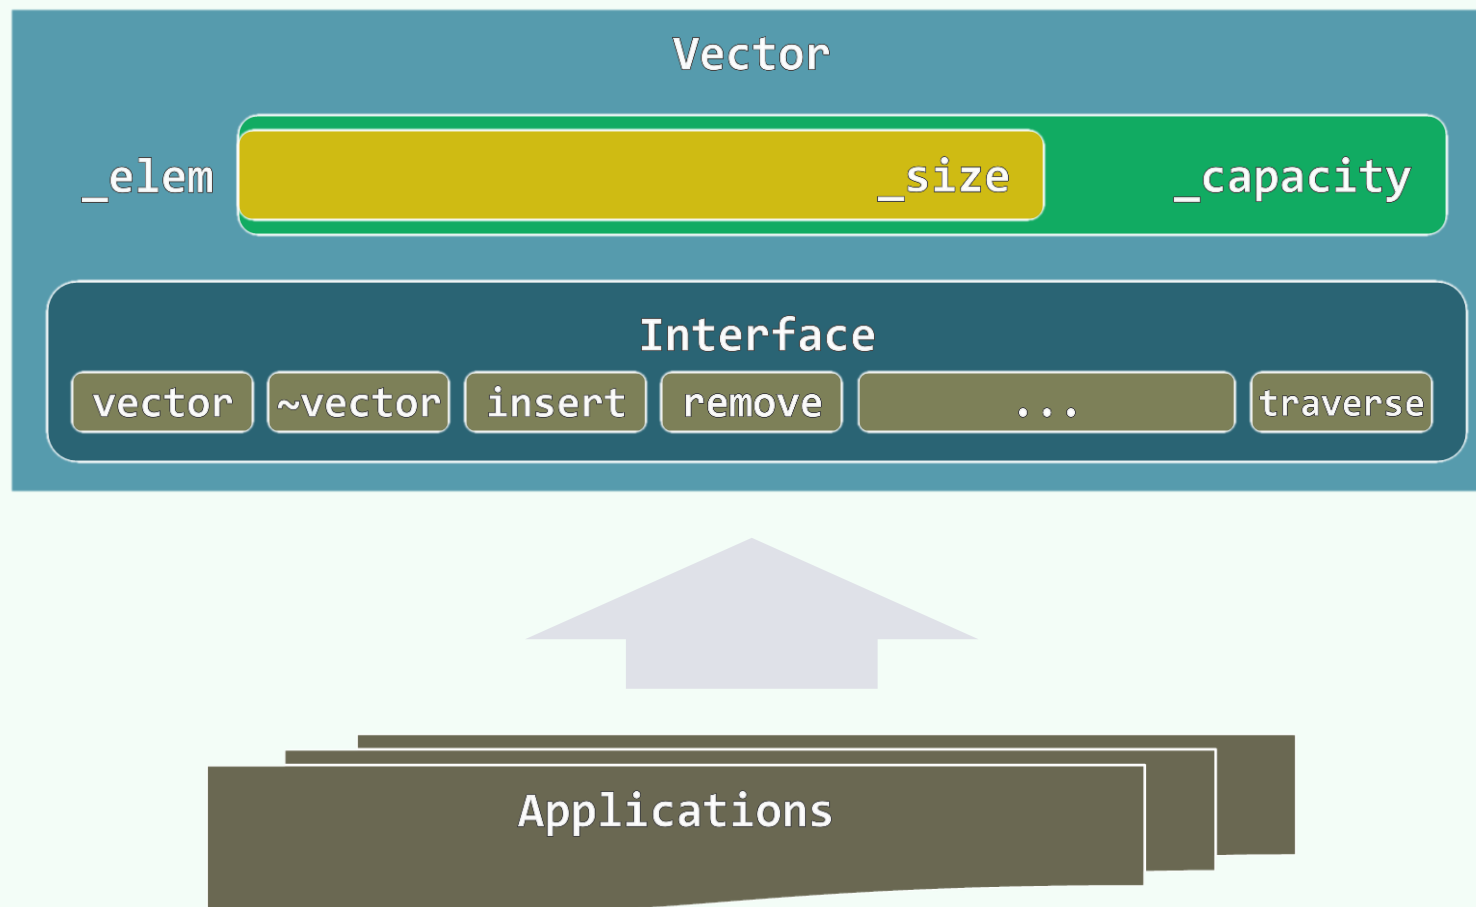 Vector
_elem _size _capacity
Interface
vector ~vector insert remove ... traverse
Applications